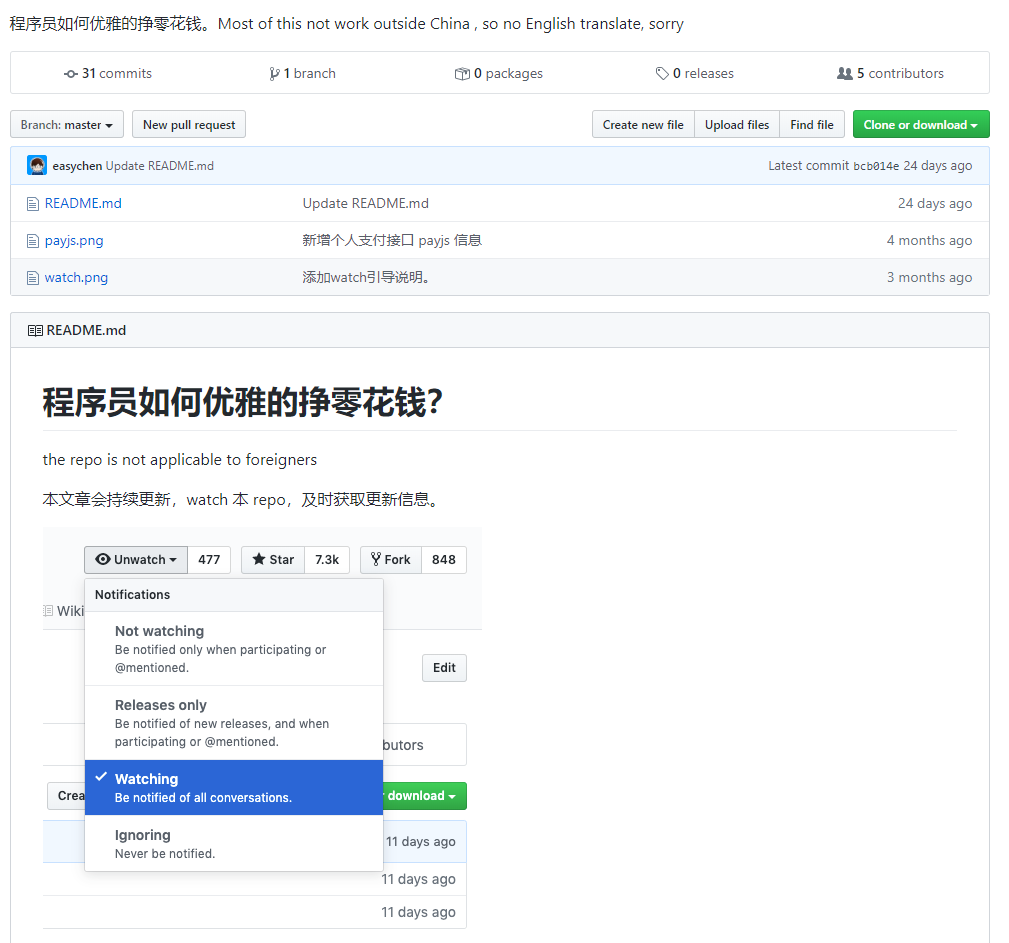 程序员如何优雅的挣零花钱。Most of this not work outside China , so no English translate, sorry
31 commits 1 branch 0 packages 0 releases 5 contributors
Branch: master New pull request Create new file Upload files Find file Clone or download
easychen Update README.md Latest commit bcb014e 24 days ago
README.md Update README.md 24 days ago
payjs.png 新增个人支付接口 payjs 信息 4 months ago
watch.png 添加watch引导说明。 3 months ago
README.md
程序员如何优雅的挣零花钱？
the repo is not applicable to foreigners
本文章会持续更新，watch 本 repo，及时获取更新信息。
Unwatch 477 Star 7.3k Fork 848
Notifications
Wiki
Not watching
Be notified only when participating or
@mentioned.
Edit
Releases only
Be notified of new releases, and when
participating or @mentioned.
butors
Watching
Be notified of all conversations.
Crea download
Ignoring
Never be notified.
11 days ago
11 days ago
11 days ago